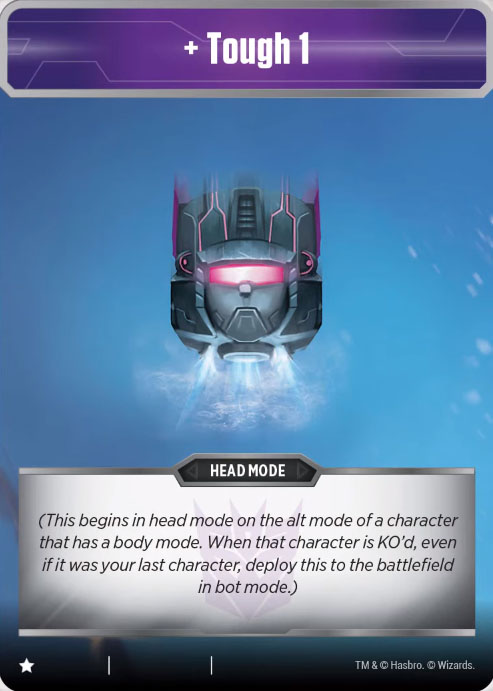 + Tough 1
HEAD MODE
(This begins in head mode on the alt mode of a character
that has a body mode. When that character is KO’d, even
if it was your last character, deploy this to the battlefield
in bot mode.)
TM & © Hasbro. © Wizards.